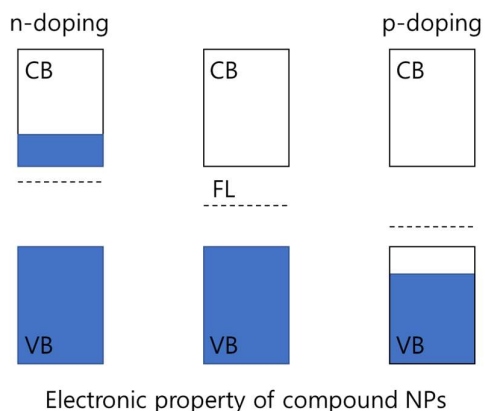 n-doping
p-doping
CB
CB
CB
FL
VB
VB
VB
Electronic property of compound NPs